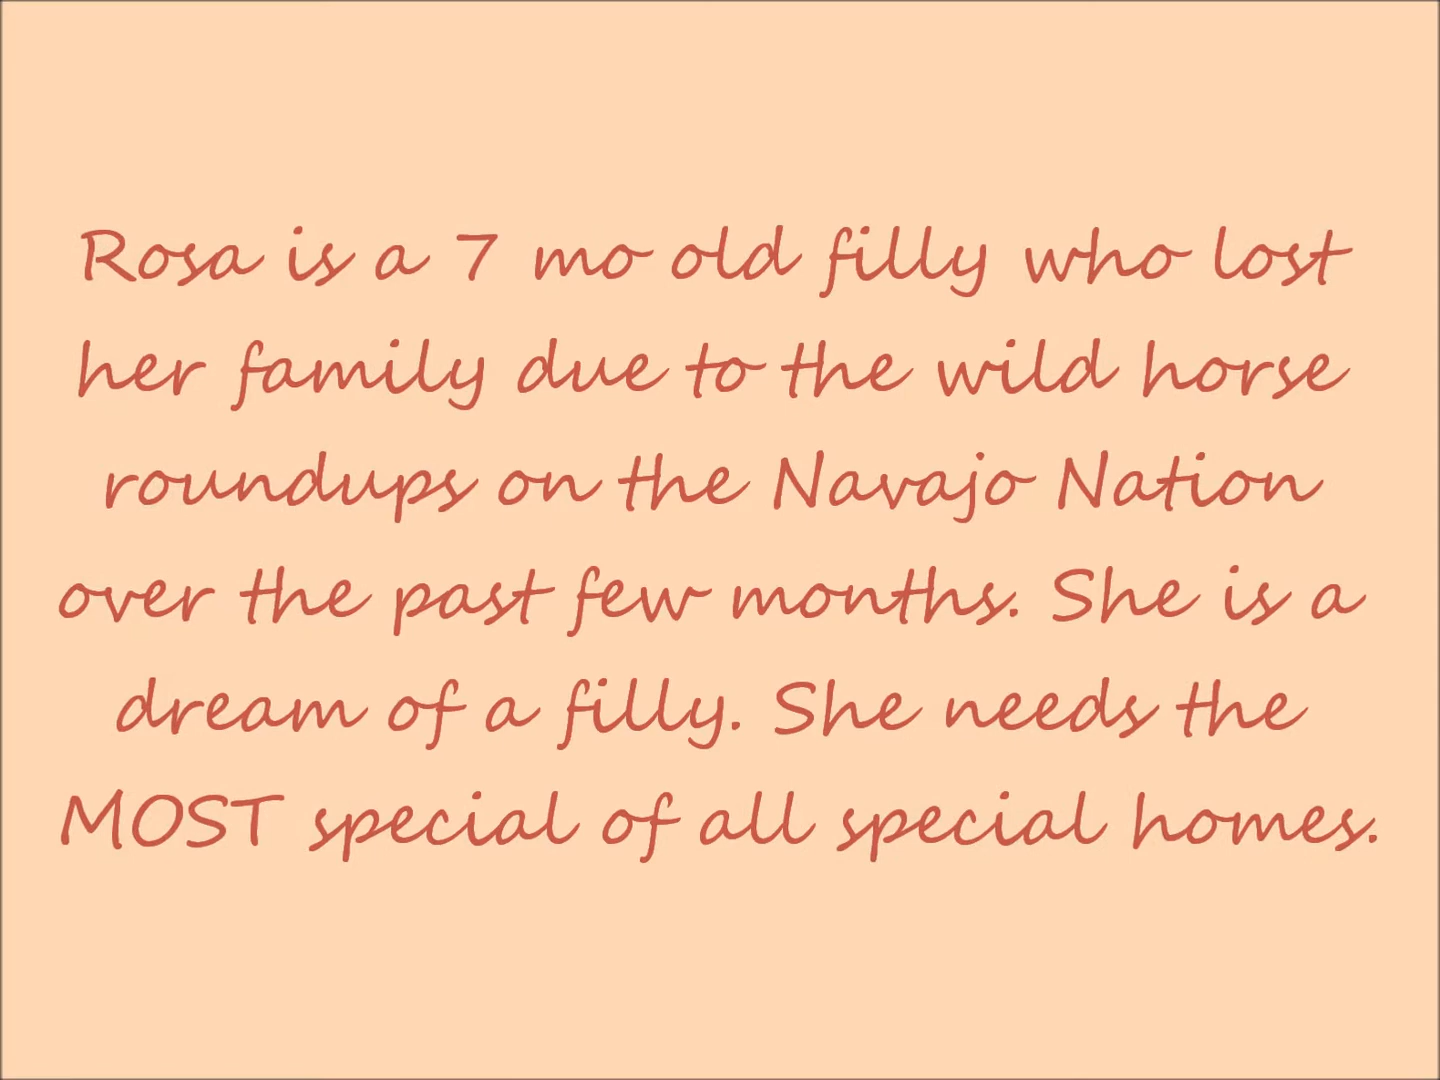 Rosa is a 7 mo old filly who lost
her family due to the wild horse
roundups on the Navajo Nation
over the past few months. She is a
dream of a filly. She needs the
MOST special of all special homes.